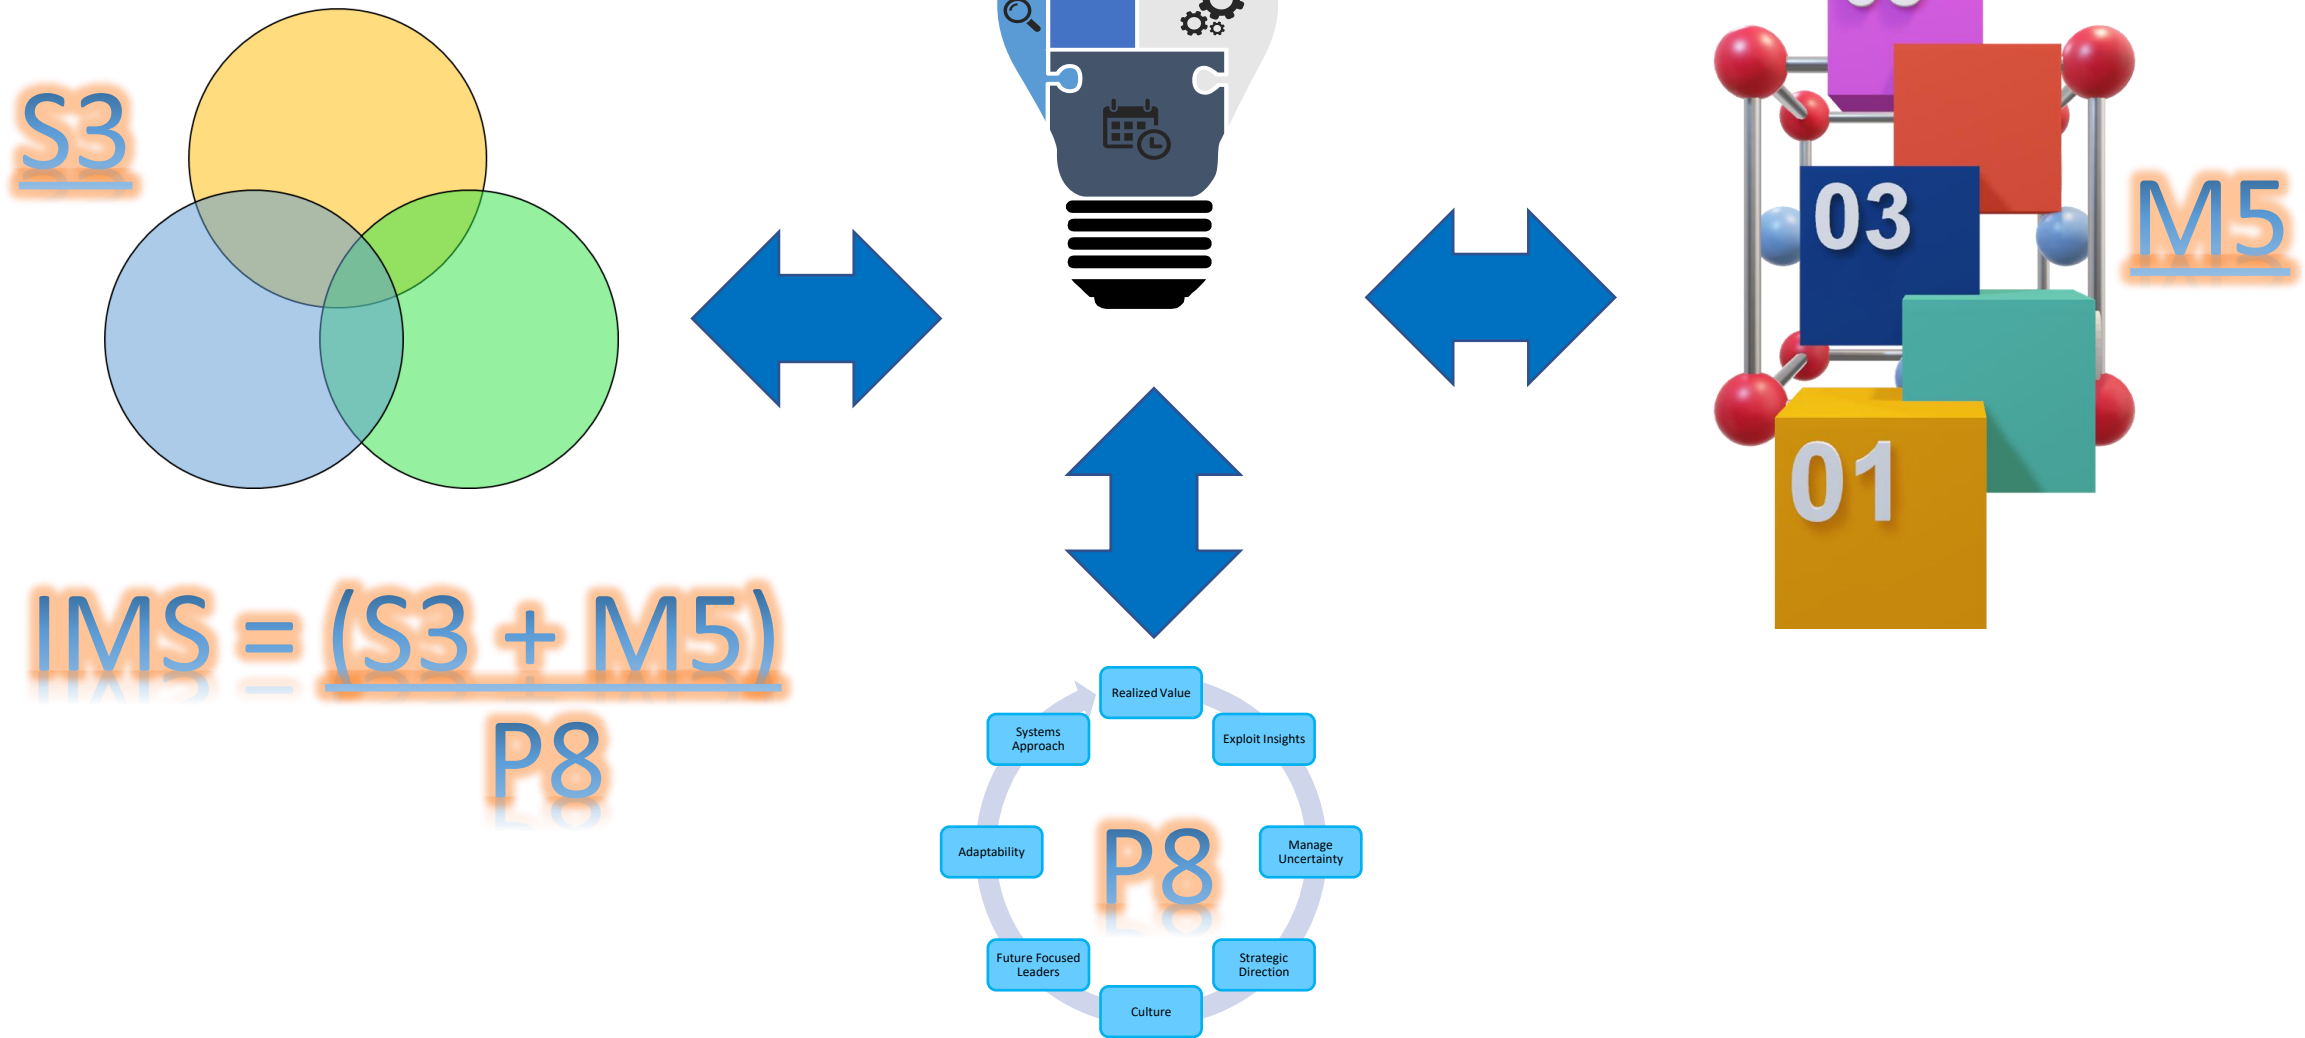 S3
03
M5
01
IMS = (S3 + M5)
P8
Realized Value
Systems
Approach
Exploit Insights
Adaptability
P8
Manage
Uncertainty
Future Focused
Leaders
Strategic
Direction
Culture